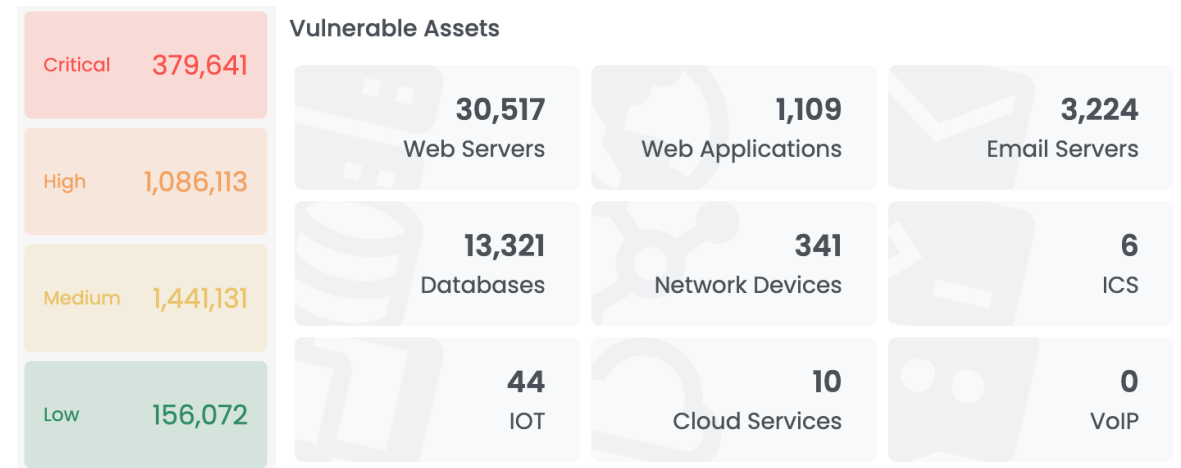 Critical 379,641
High 1,086,113
Medium 1,441,131
Low 156,072
Vulnerable Assets
30,517
Web Servers
1,109
Web Applications
3,224
Email Servers
13,321
Databases
341
Network Devices
6
ICS
44
IOT
10
Cloud Services
0
VoIP